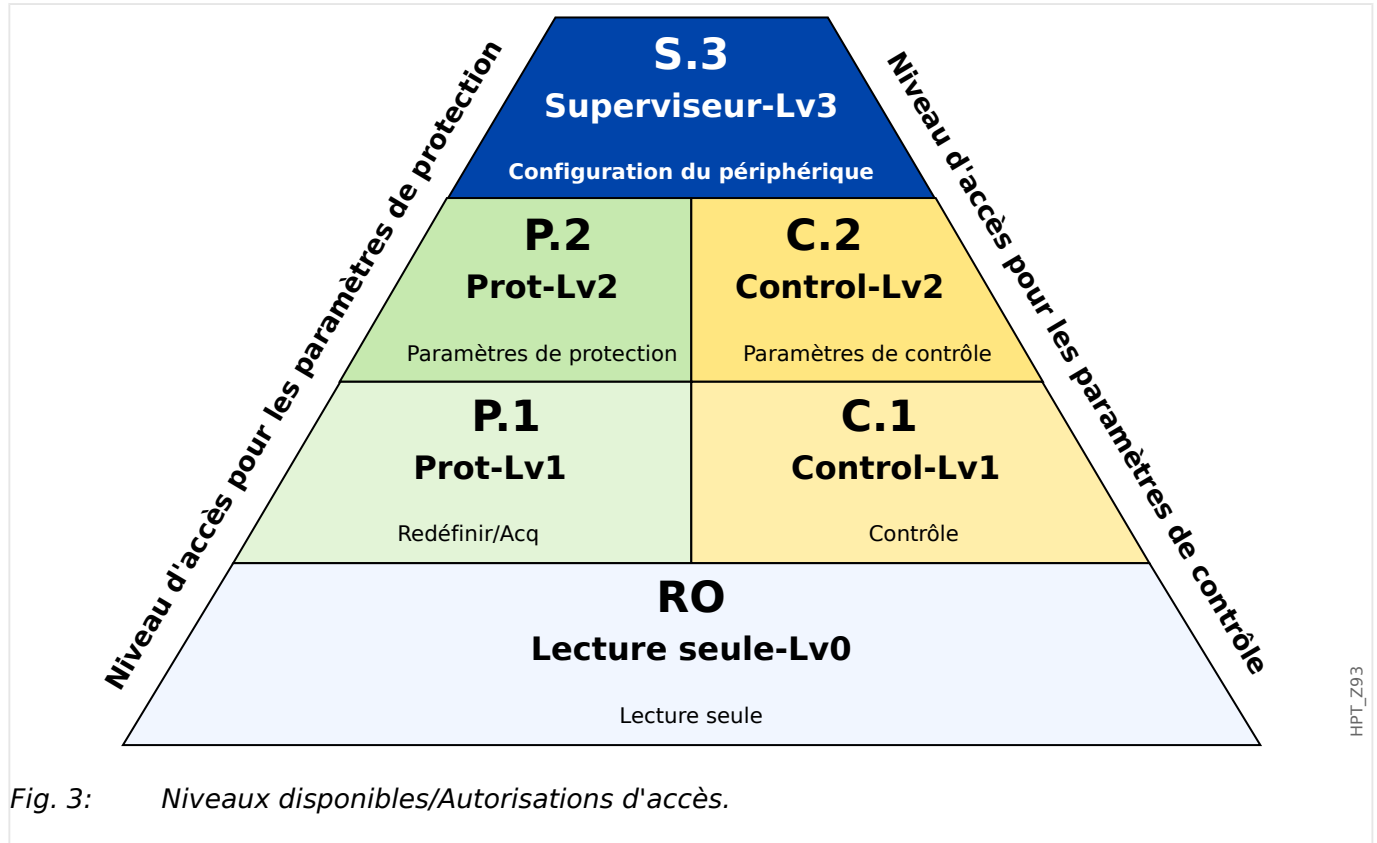 Niveau d'accès pour les paramètres de protection
Niveau d'accès pour les paramètres de contrôle
S.3
Superviseur-Lv3
Configuration du périphérique
P.2
Prot-Lv2
Paramètres de protection
C.2
Control-Lv2
Paramètres de contrôle
P.1
Prot-Lv1
Redéfinir/Acq
C.1
Control-Lv1
Contrôle
RO
Lecture seule-Lv0
Lecture seule
HPT_Z93
Fig. 3: Niveaux disponibles/Autorisations d'accès.